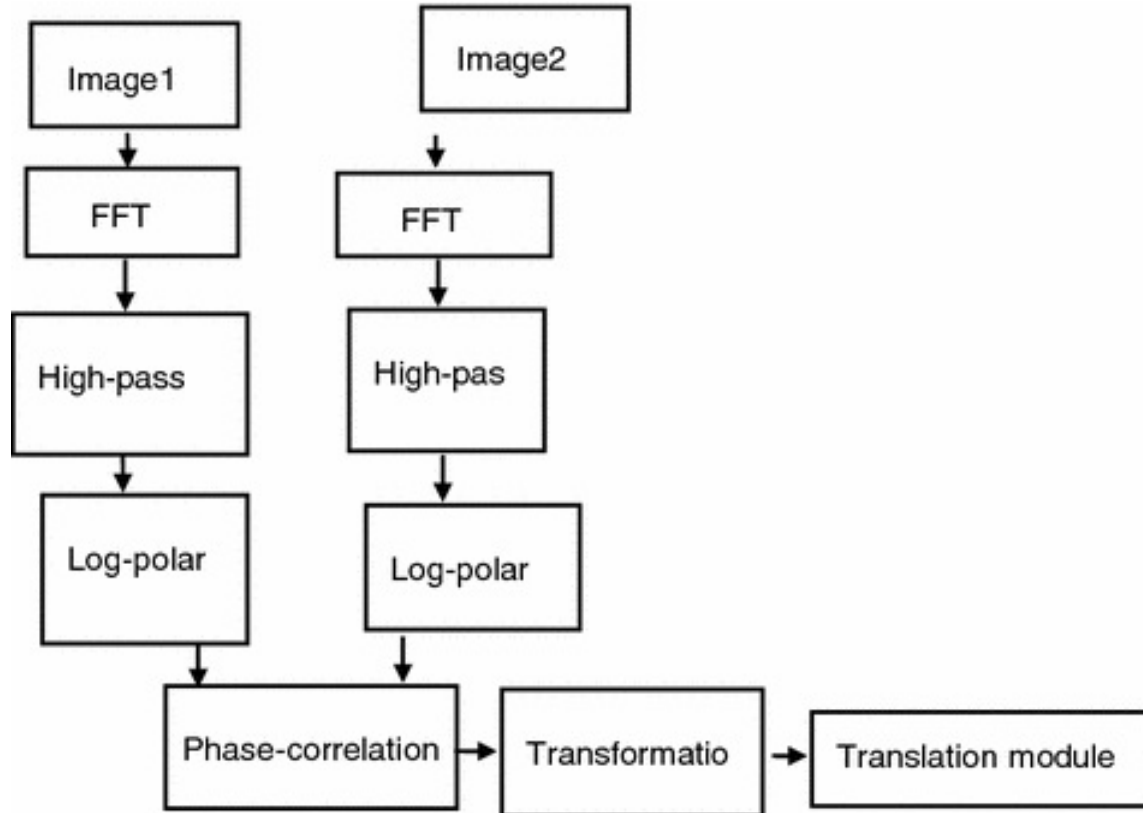 Image1
Image2
FFT
FFT
High-pass
High-pas
Log-polar
Log-polar
Phase-correlation
Transformatio
Translation module